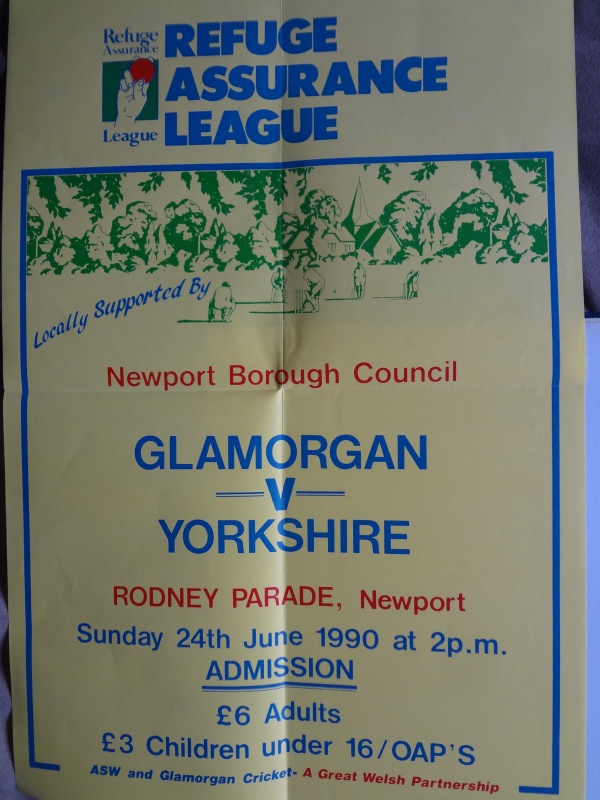 Refuge
Assurance
League
REFUGE
ASSURANCE
LEAGUE
Locally Supported By
Newport Borough Council
GLAMORGAN
V
YORKSHIRE
RODNEY PARADE, Newport
Sunday 24th June 1990 at 2p.m.
ADMISSION
£6 Adults
£3 Children under 16/OAP'S
ASW and Glamorgan Cricket- A Great Welsh Partnership